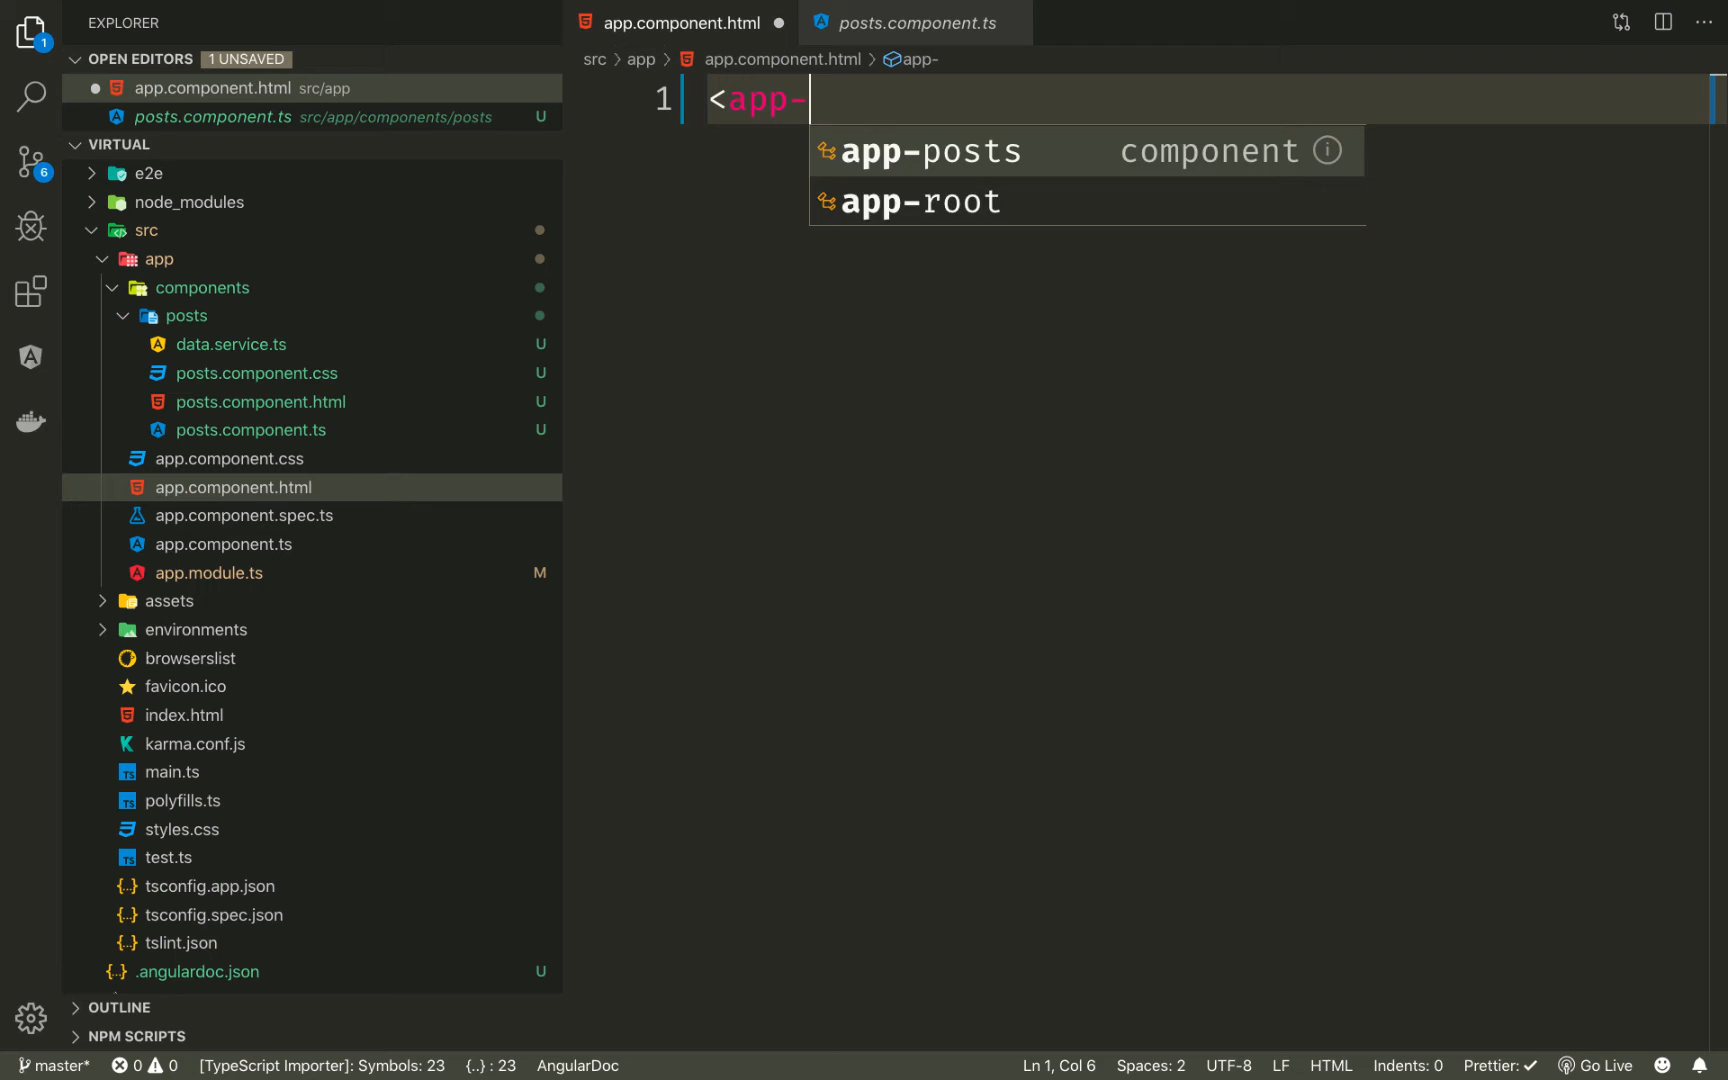 EXPLORER
app.component.html
posts.component.ts
1
OPEN EDITORS 1 UNSAVED
src app app.component.html app-
app.component.html src/app
posts.component.ts src/app/components/posts U
1 <app-
app-posts component
app-root
VIRTUAL
e2e
node_modules
6
src
app
components
posts
data.service.ts U
posts.component.css U
posts.component.html U
posts.component.ts U
app.component.css
app.component.html
app.component.spec.ts
app.component.ts
app.module.ts M
assets
environments
browserslist
favicon.ico
index.html
karma.conf.js
main.ts
polyfills.ts
styles.css
test.ts
tsconfig.app.json
tsconfig.spec.json
tslint.json
.angulardoc.json U
OUTLINE
NPM SCRIPTS
master* 0 0 [TypeScript Importer]: Symbols: 23 {..} : 23 AngularDoc Ln 1, Col 6 Spaces: 2 UTF-8 LF HTML Indents: 0 Prettier: ✓ Go Live